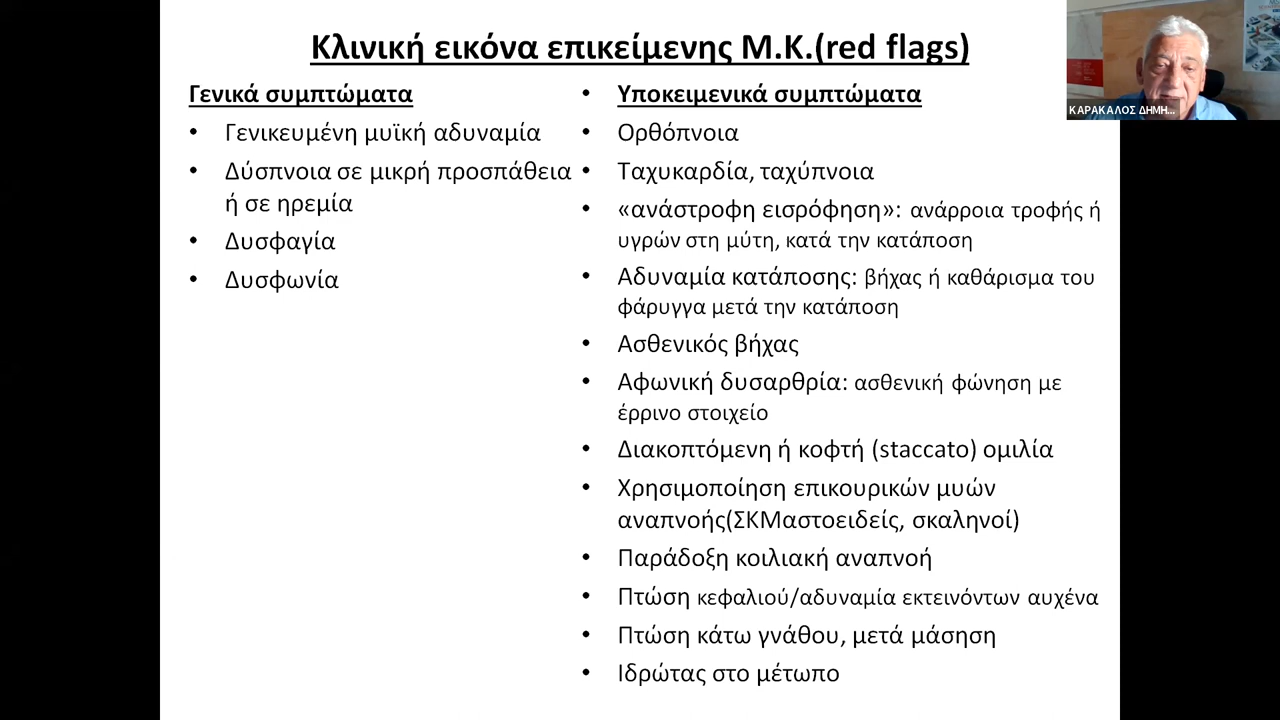 Κλινική εικόνα επικείμενης Μ.Κ.(red flags)
Γενικά συμπτώματα
• Γενικευμένη μυϊκή αδυναμία
• Δύσπνοια σε μικρή προσπάθεια
ή σε ηρεμία
• Δυσφαγία
• Δυσφωνία
• Υποκειμενικά συμπτώματα
• Ορθόπνοια
• Ταχυκαρδία, ταχύπνοια
• «ανάστροφη εισρόφηση»: ανάρροια τροφής ή
υγρών στη μύτη, κατά την κατάποση
• Αδυναμία κατάποσης: βήχας ή καθάρισμα του
φάρυγγα μετά την κατάποση
• Ασθενικός βήχας
• Αφωνική δυσαρθρία: ασθενική φώνηση με
έρρινο στοιχείο
• Διακοπτόμενη ή κοφτή (staccato) ομιλία
• Χρησιμοποίηση επικουρικών μυών
αναπνοής(ΣΚΜαστοειδείς, σκαληνοί)
• Παράδοξη κοιλιακή αναπνοή
• Πτώση κεφαλιού/αδυναμία εκτεινόντων αυχένα
• Πτώση κάτω γνάθου, μετά μάσηση
• Ιδρώτας στο μέτωπο
ΚΑΡΑΚΑΛΟΣ ΔΗΜΗ...